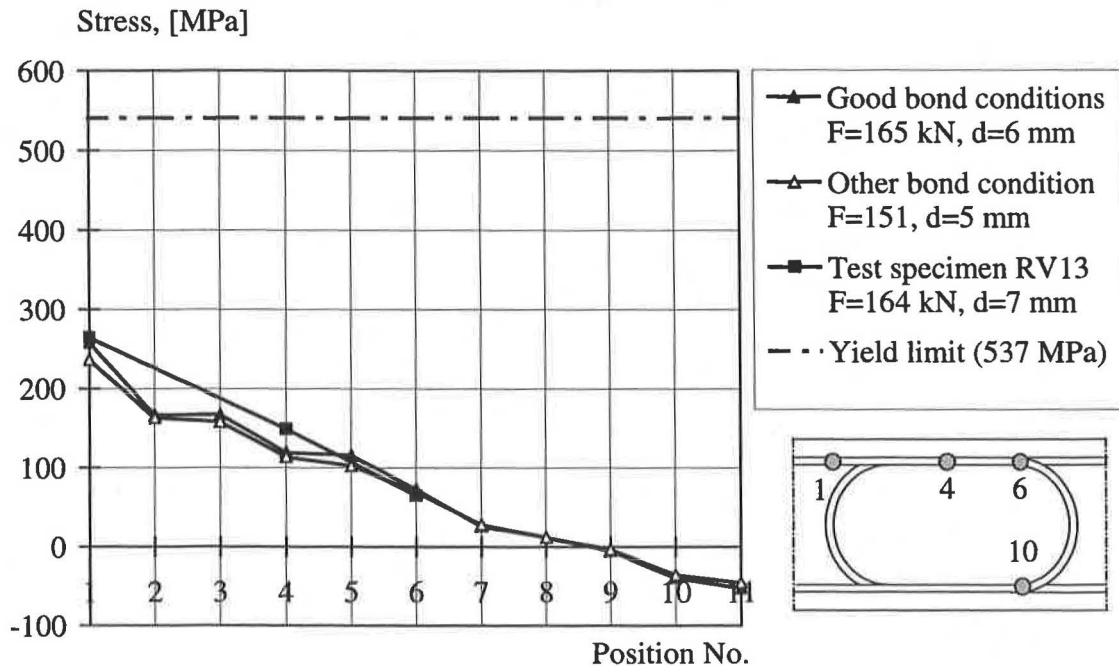 Stress, [MPa]
600
500
400
300
200
100
0
-100
1 2 3 4 5 6 7 8 9 10 11
Position No.
Good bond conditions
F=165 kN, d=6 mm
Other bond condition
F=151, d=5 mm
Test specimen RV13
F=164 kN, d=7 mm
Yield limit (537 MPa)
1 4 6
10